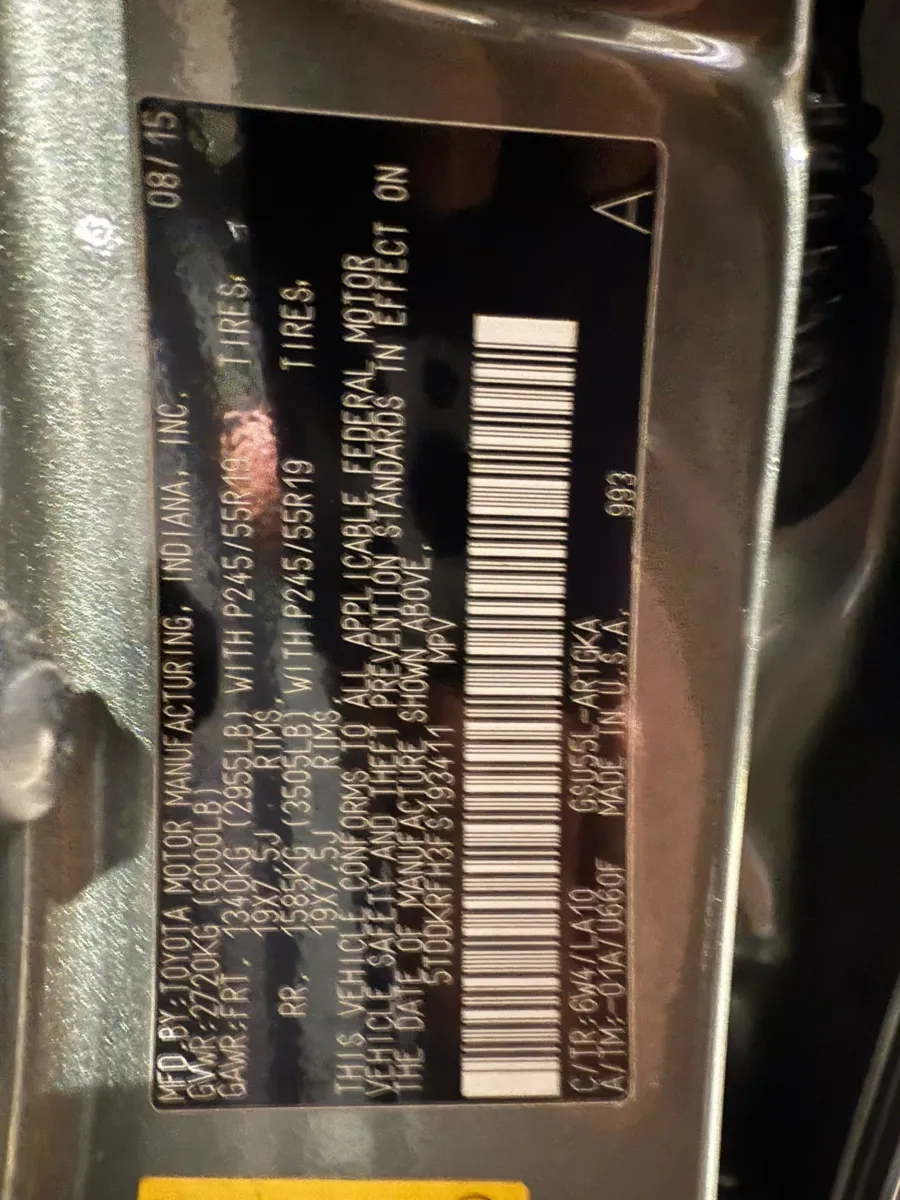 MFD.BY:TOYOTA MOTOR MANUFACTURING, INDIANA, INC. 08/15
GVWR:2720KG(6000LB)
GAWR:FRT. 1340KG (2955LB) WITH P245/55R19 TIRES,
19X7.5J RIMS,
RR. 1585KG (3505LB) WITH P245/55R19 TIRES,
19X7.5J RIMS
THIS VEHICLE CONFORMS TO ALL APPLICABLE FEDERAL MOTOR
VEHICLE SAFETY AND THEFT PREVENTION STANDARDS IN EFFECT ON
THE DATE OF MANUFACTURE SHOWN ABOVE.
5TDDKRFH3FS193411 MPV
C/TR:6W4/LA10 GSU55L-ARTGKA
A/TM:-01A/U660F MADE IN U.S.A. 993
A